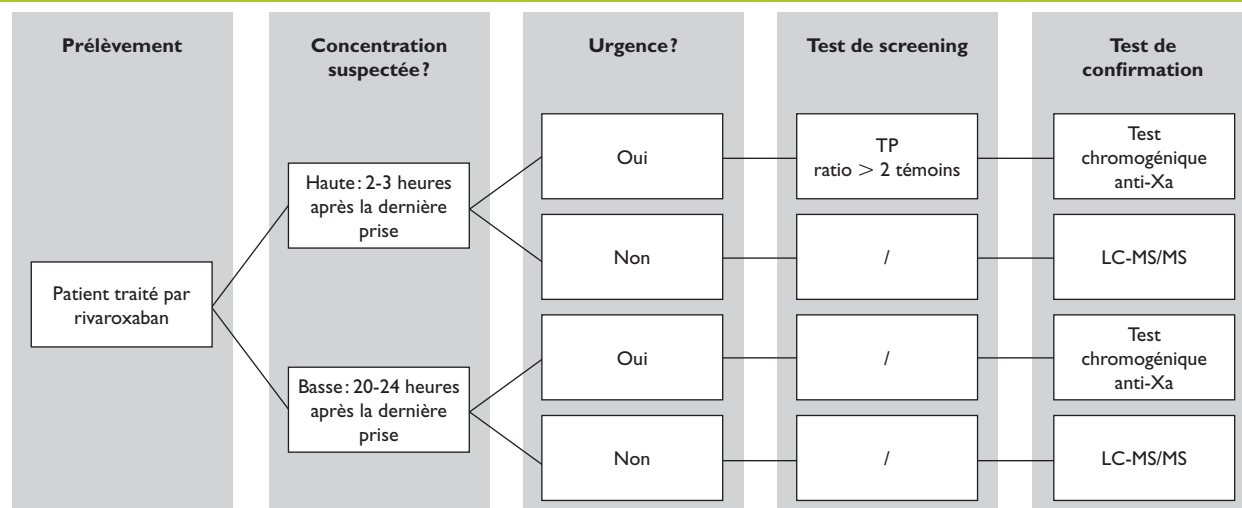 Prélèvement
Concentration
suspectée ?
Urgence ?
Test de screening
Test de
confirmation
Patient traité par
rivaroxaban
Haute : 2-3 heures
après la dernière
prise
Oui
TP
ratio > 2 témoins
Test
chromogénique
anti-Xa
Non
/
LC-MS/MS
Basse : 20-24 heures
après la dernière
prise
Oui
/
Test
chromogénique
anti-Xa
Non
/
LC-MS/MS